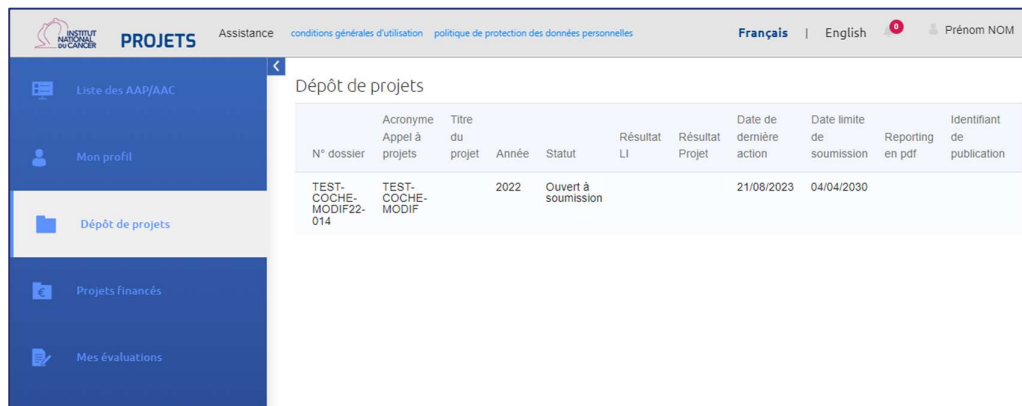 INSTITUT
NATIONAL
DU CANCER
PROJETS
Assistance
conditions générales d'utilisation
politique de protection des données personnelles
Français | English
0
Prénom NOM
Liste des AAP/AAC
Mon profil
Dépôt de projets
Projets financés
Mes évaluations
Dépôt de projets
N° dossier
Acronyme
Appel à
projets
Titre
du
projet
Année
Statut
Résultat
LI
Résultat
Projet
Date de
dernière
action
Date limite
de
soumission
Reporting
en pdf
Identifiant
de
publication
TEST-
COCHE-
MODIF22-
014
TEST-
COCHE-
MODIF
2022
Ouvert à
soumission
21/08/2023
04/04/2030